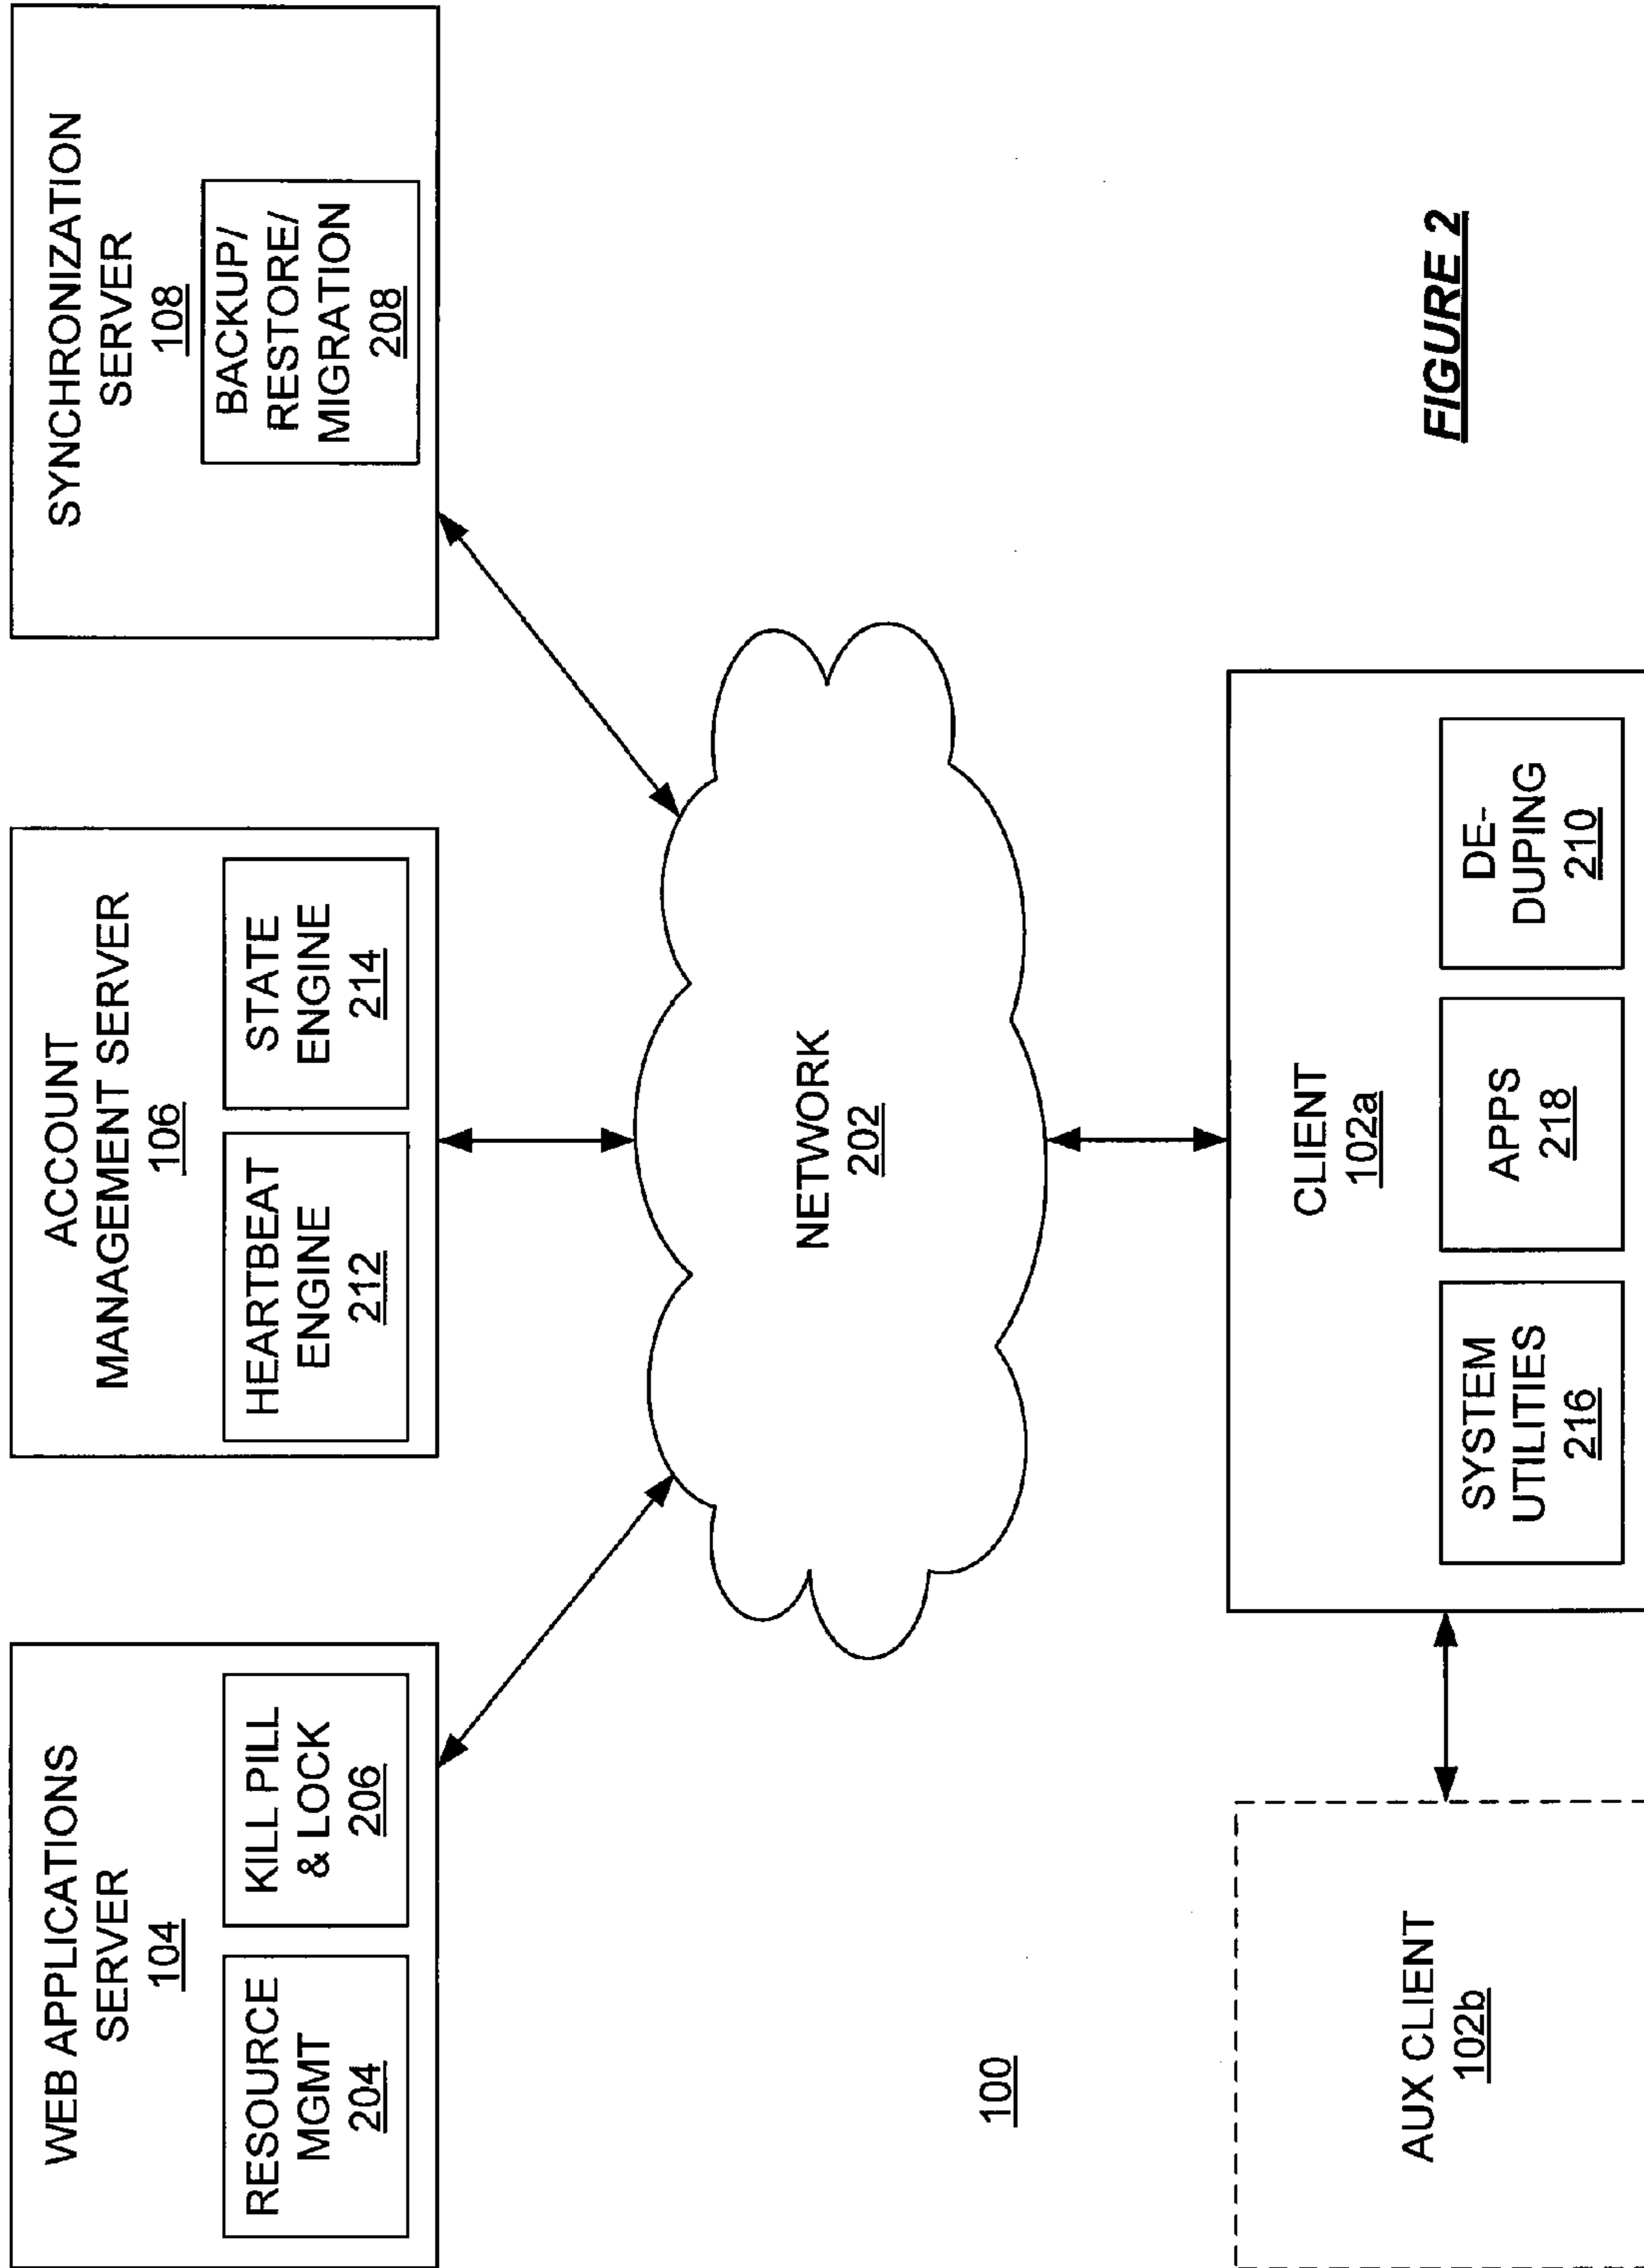 WEB APPLICATIONS
SERVER
104
RESOURCE
MGMT
204
KILL PILL
& LOCK
206
ACCOUNT
MANAGEMENT SERVER
106
HEARTBEAT
ENGINE
212
STATE
ENGINE
214
SYNCHRONIZATION
SERVER
108
BACKUP/
RESTORE/
MIGRATION
208
NETWORK
202
100
AUX CLIENT
102b
CLIENT
102a
SYSTEM
UTILITIES
216
APPS
218
DE-
DUPING
210
FIGURE 2